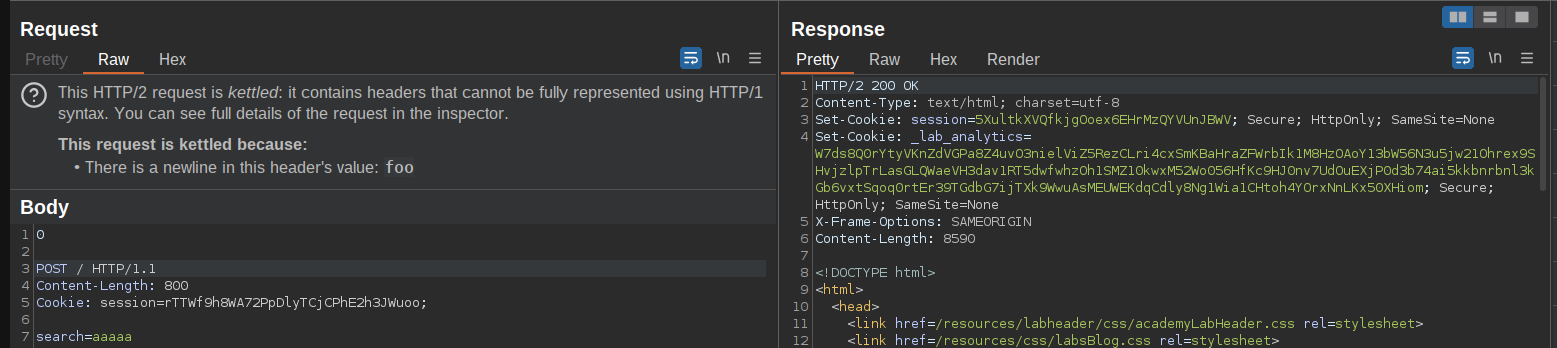 Request
Pretty Raw Hex
\n
This HTTP/2 request is kettled: it contains headers that cannot be fully represented using HTTP/1
syntax. You can see full details of the request in the inspector.
This request is kettled because:
• There is a newline in this header's value: foo
Body
1 0
2
3 POST / HTTP/1.1
4 Content-Length: 800
5 Cookie: session=rTTWf9h8WA72PpDlyTCjCPhE2h3JWuoo;
6
7 search=aaaaa
Response
Pretty Raw Hex Render
\n
1 HTTP/2 200 OK
2 Content-Type: text/html; charset=utf-8
3 Set-Cookie: session=5XultkXVQfkjgOoex6EHrMzQYVUnJBWV; Secure; HttpOnly; SameSite=None
4 Set-Cookie: _lab_analytics=
W7ds8QOrYtyVKnZdVGPa8Z4uvO3nielViZ5RezCLri4cxSmKBaHraZFWrbIk1M8HzOAoY13bW56N3u5jw21Ohrex9S
HvjzlpTrLasGLQWaeVH3dav1RT5dwfwhzOh1SMZ1OkwxM52WoO56HfKc9HJ0nv7UdOuEXjPOd3b74ai5kkbnrbnl3k
Gb6vxtSqoqOrtEr39TGdbG7ijTXk9WwuAsMEUWEKdqCdly8Ng1Wia1CHtoh4YOrxNnLKx5OXHiom; Secure;
HttpOnly; SameSite=None
5 X-Frame-Options: SAMEORIGIN
6 Content-Length: 8590
7
8 <!DOCTYPE html>
9 <html>
10 <head>
11 <link href=/resources/labheader/css/academyLabHeader.css rel=stylesheet>
12 <link href=/resources/css/labsBlog.css rel=stylesheet>